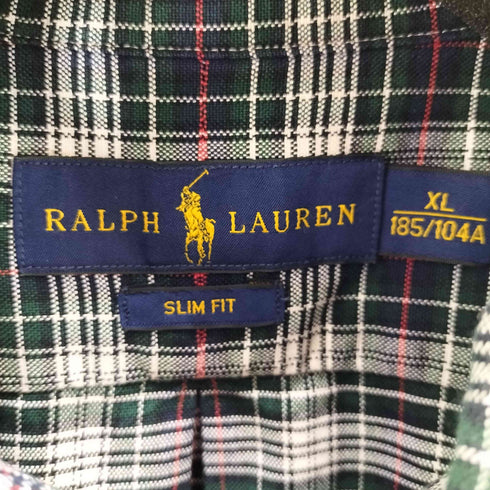 RALPH LAUREN
XL
185/104A
SLIM FIT